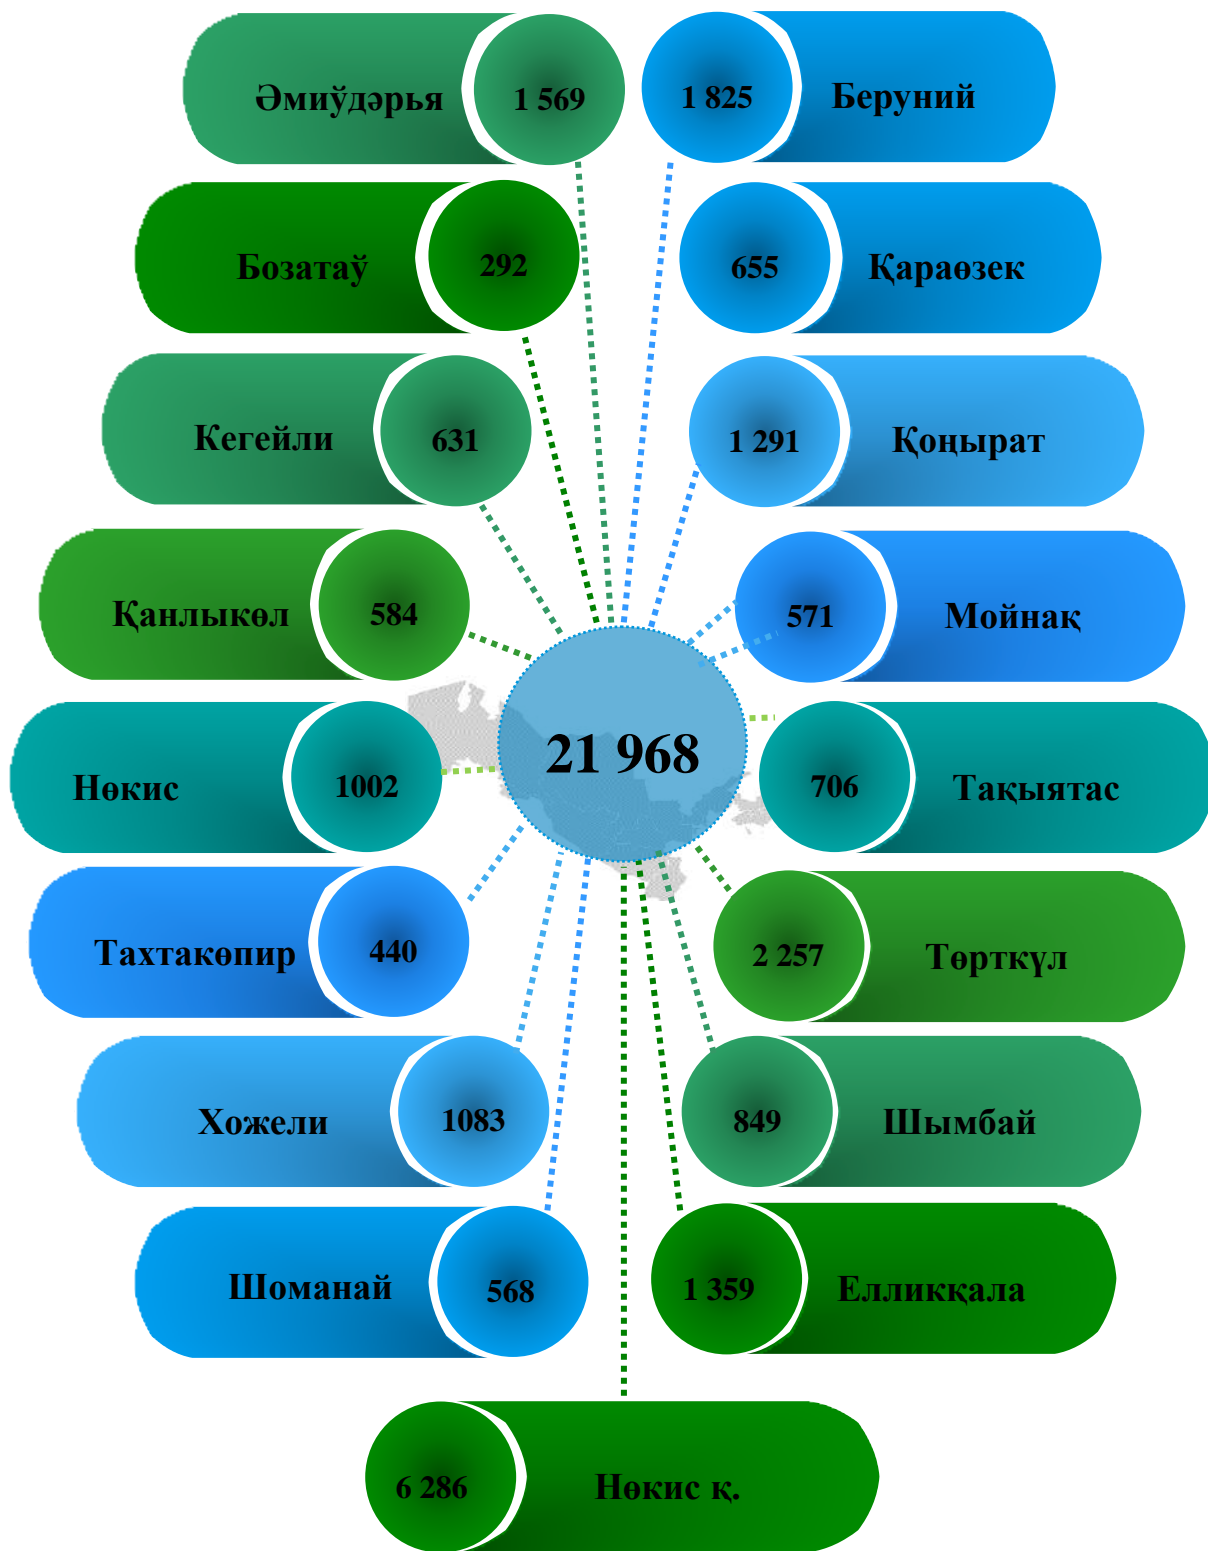 Әмиўдәрья 1 569
1 825 Беруний
Бозатаў 292
655 Қараөзек
Кегейли 631
1 291 Қоңырат
Қанлыкөл 584
571 Мойнақ
21 968
Нөкис 1002
706 Тақыятас
Тахтакөпир 440
2 257 Төрткүл
Хожели 1083
849 Шымбай
Шоманай 568
1 359 Елликқала
6 286 Нөкис қ.